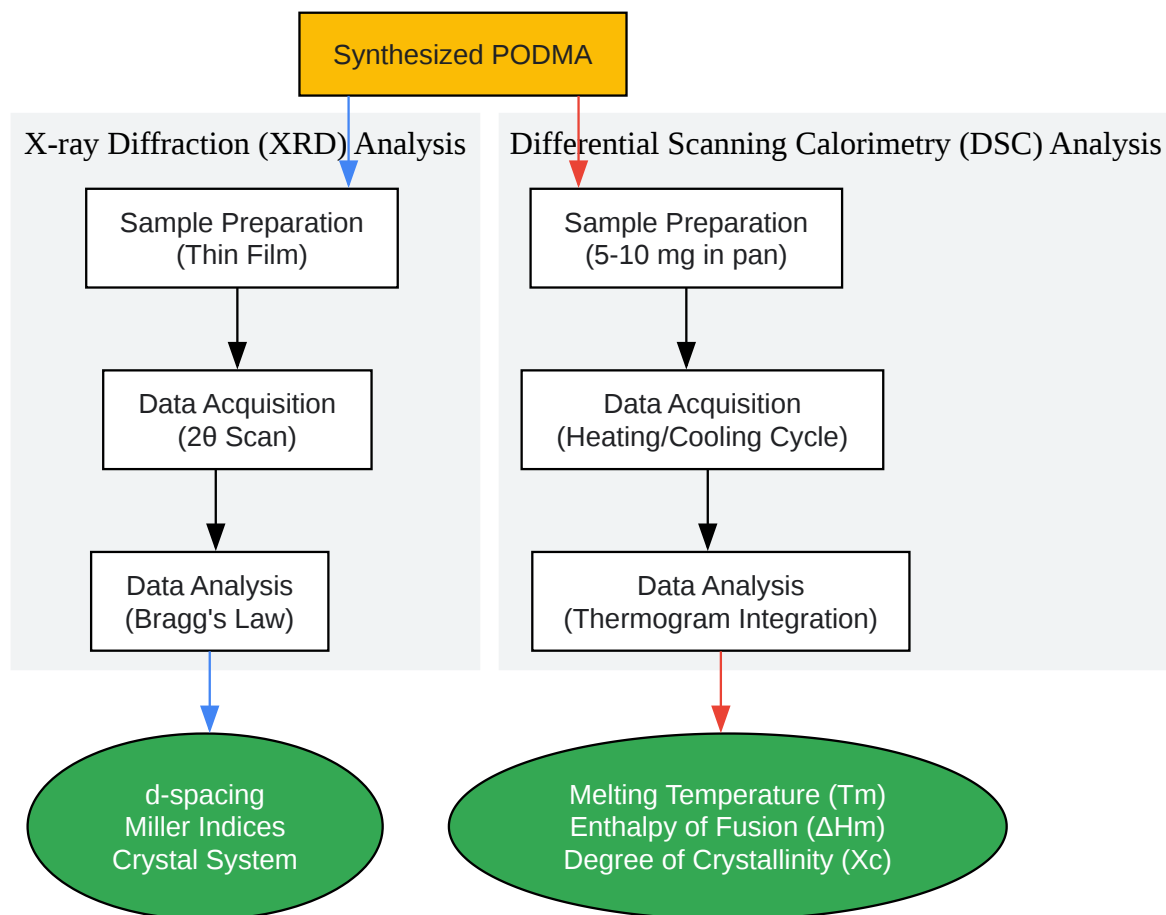 Synthesized PODMA
X-ray Diffraction (XRD) Analysis
Sample Preparation
(Thin Film)
Data Acquisition
(2θ Scan)
Data Analysis
(Bragg's Law)
d-spacing
Miller Indices
Crystal System
Differential Scanning Calorimetry (DSC) Analysis
Sample Preparation
(5-10 mg in pan)
Data Acquisition
(Heating/Cooling Cycle)
Data Analysis
(Thermogram Integration)
Melting Temperature (Tm)
Enthalpy of Fusion (ΔHm)
Degree of Crystallinity (Xc)